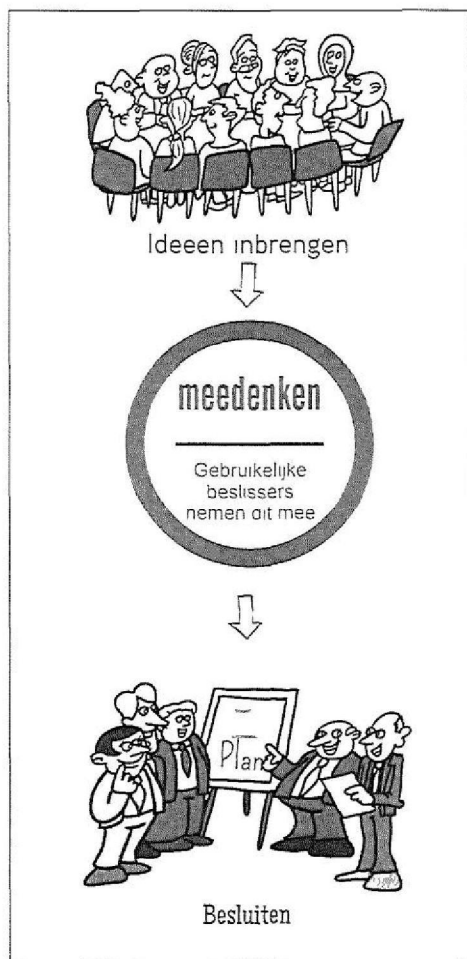 Ideeen inbrengen
meedenken
Gebruikelijke
beslissers
nemen dit mee
Plan
Besluiten